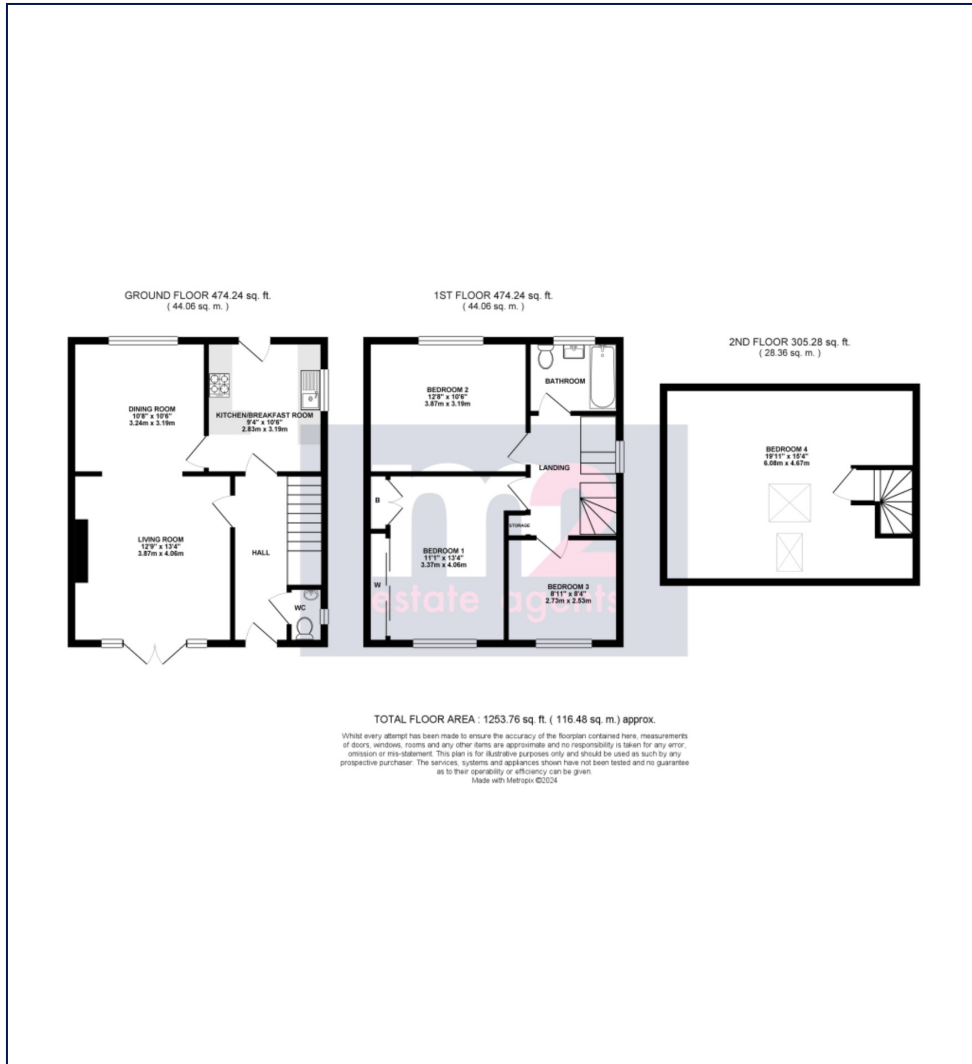 GROUND FLOOR 474.24 sq. ft.
( 44.06 sq. m. )
DINING ROOM
10'8" x 10'6"
3.24m x 3.19m
KITCHEN/BREAKFAST ROOM
9'4" x 10'6"
2.83m x 3.19m
LIVING ROOM
12'9" x 13'4"
3.87m x 4.06m
HALL
WC
1ST FLOOR 474.24 sq. ft.
( 44.06 sq. m. )
BEDROOM 2
12'8" x 10'6"
3.87m x 3.19m
BATHROOM
LANDING
B
STORAGE
W
BEDROOM 1
11'1" x 13'4"
3.37m x 4.06m
BEDROOM 3
8'11" x 8'4"
2.73m x 2.53m
2ND FLOOR 305.28 sq. ft.
( 28.36 sq. m. )
BEDROOM 4
19'11" x 15'4"
6.08m x 4.67m
m2
estate agents
TOTAL FLOOR AREA : 1253.76 sq. ft. ( 116.48 sq. m.) approx.
Whilst every attempt has been made to ensure the accuracy of the floorplan contained here, measurements
of doors, windows, rooms and any other items are approximate and no responsibility is taken for any error,
omission or mis-statement. This plan is for illustrative purposes only and should be used as such by any
prospective purchaser. The services, systems and appliances shown have not been tested and no guarantee
as to their operability or efficiency can be given.
Made with Metropix ©2024